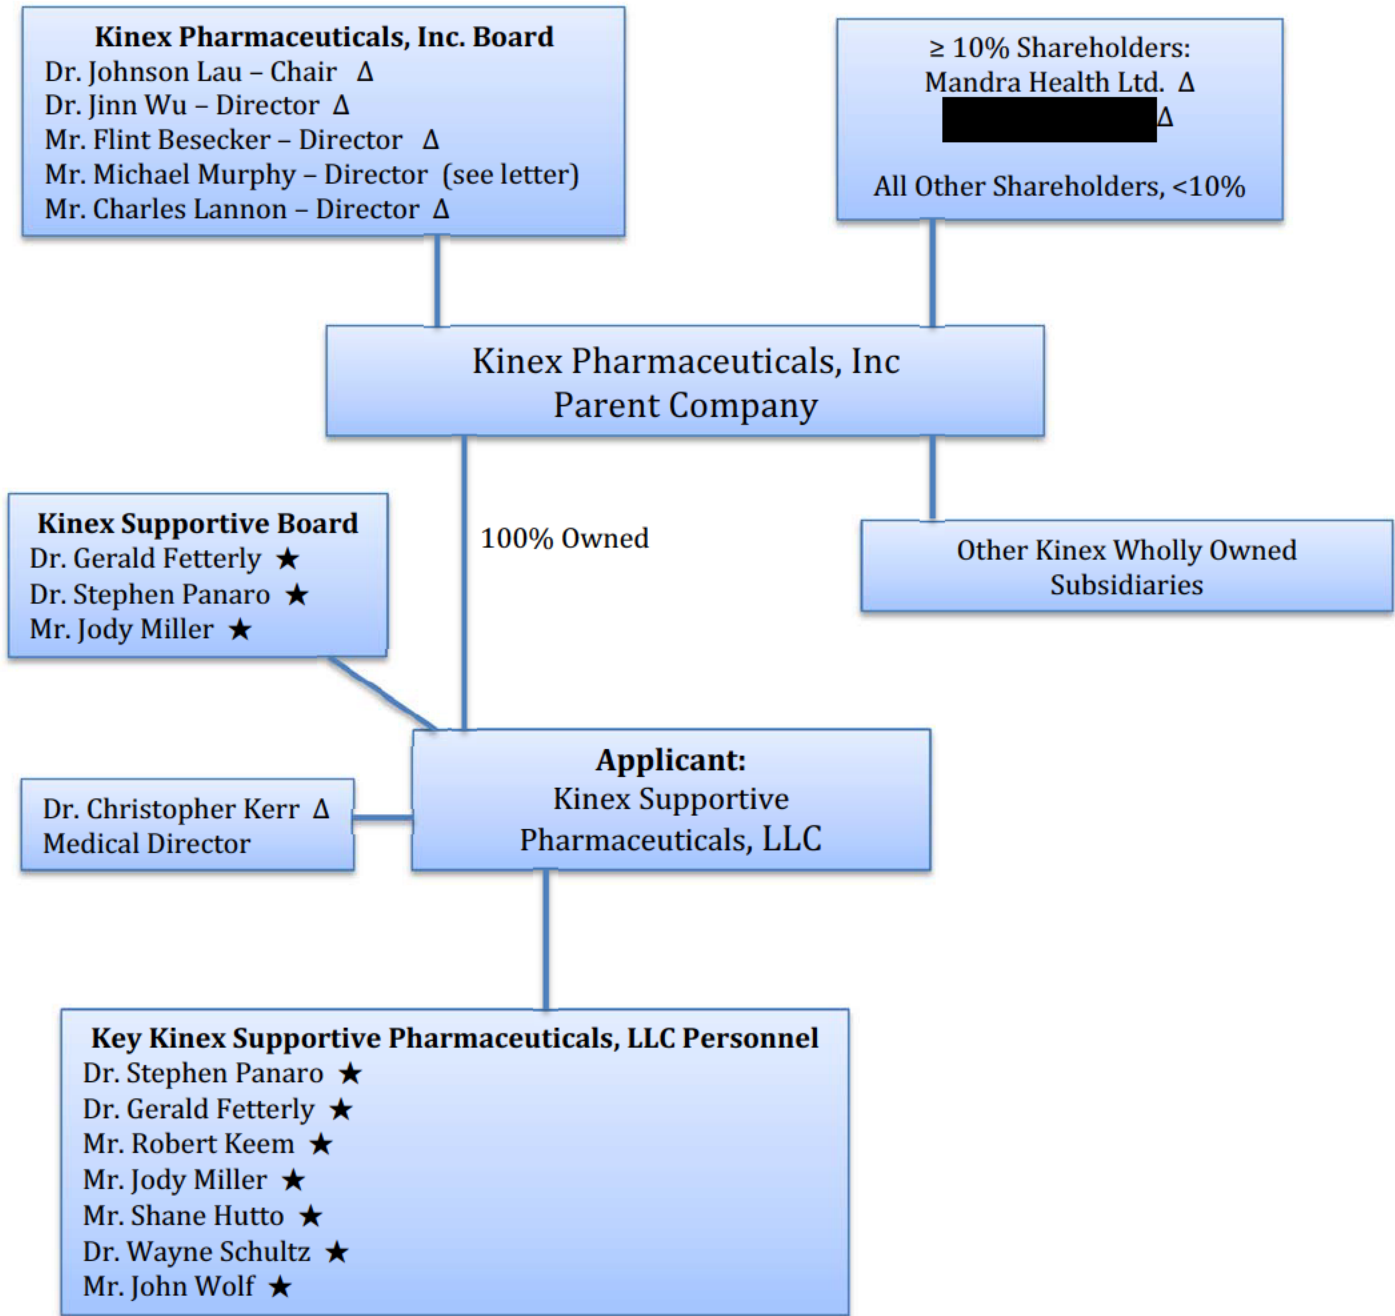 Kinex Pharmaceuticals, Inc. Board
Dr. Johnson Lau – Chair Δ
Dr. Jinn Wu – Director Δ
Mr. Flint Besecker – Director Δ
Mr. Michael Murphy – Director (see letter)
Mr. Charles Lannon – Director Δ
≥ 10% Shareholders:
Mandra Health Ltd. Δ
Δ
All Other Shareholders, <10%
Kinex Pharmaceuticals, Inc
Parent Company
Kinex Supportive Board
Dr. Gerald Fetterly ★
Dr. Stephen Panaro ★
Mr. Jody Miller ★
100% Owned
Other Kinex Wholly Owned
Subsidiaries
Applicant:
Kinex Supportive
Pharmaceuticals, LLC
Dr. Christopher Kerr Δ
Medical Director
Key Kinex Supportive Pharmaceuticals, LLC Personnel
Dr. Stephen Panaro ★
Dr. Gerald Fetterly ★
Mr. Robert Keem ★
Mr. Jody Miller ★
Mr. Shane Hutto ★
Dr. Wayne Schultz ★
Mr. John Wolf ★